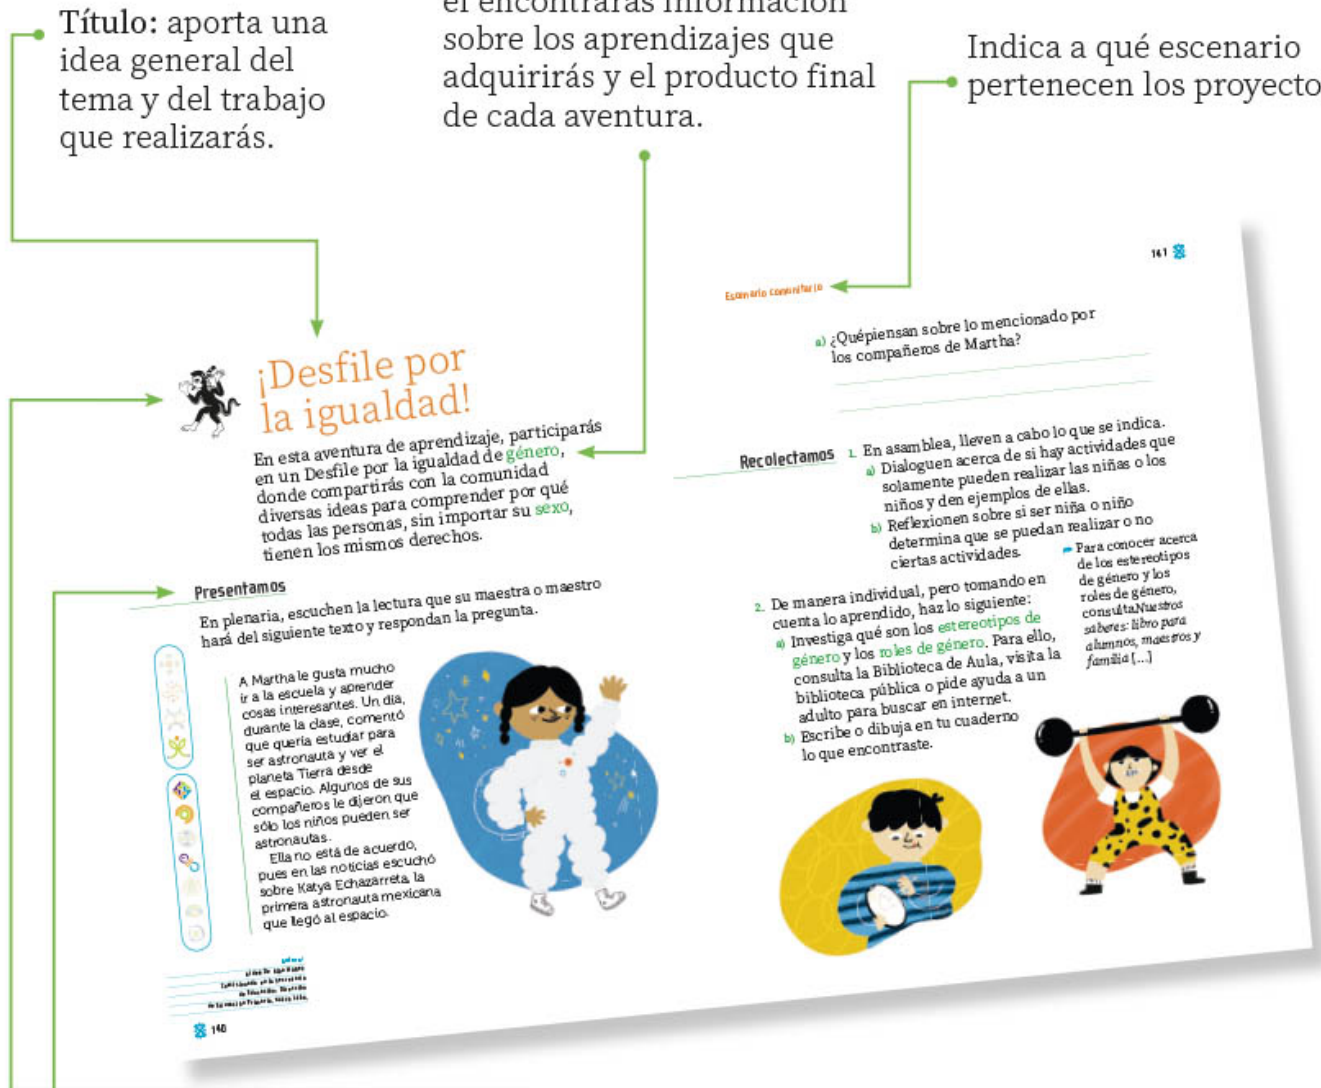 Título: aporta una
idea general del
tema y del trabajo
que realizarás.
él encontrarás información
sobre los aprendizajes que
adquirirás y el producto final
de cada aventura.
Indica a qué escenario
pertenecen los proyecto
¡Desfile por
la igualdad!
En esta aventura de aprendizaje, participarás
en un Desfile por la igualdad de género,
donde compartirás con la comunidad
diversas ideas para comprender por qué
todas las personas, sin importar su sexo,
tienen los mismos derechos.
Presentamos
En plenaria, escuchen la lectura que su maestra o maestro
hará del siguiente texto y respondan la pregunta.
A Martha le gusta mucho
ir a la escuela y aprender
cosas interesantes. Un día,
durante la clase, comentó
que quería estudiar para
ser astronauta y ver el
planeta Tierra desde
el espacio. Algunos de sus
compañeros le dijeron que
sólo los niños pueden ser
astronautas.
Ella no está de acuerdo,
pues en las noticias escuchó
sobre Katya Echazarreta, la
primera astronauta mexicana
que llegó al espacio.
140
141
Escenario comunitario
a) ¿Quépiensan sobre lo mencionado por
los compañeros de Martha?
Recolectamos
1. En asamblea, lleven a cabo lo que se indica.
a) Dialoguen acerca de si hay actividades que
solamente pueden realizar las niñas o los
niños y den ejemplos de ellas.
b) Reflexionen sobre si ser niña o niño
determina que se puedan realizar o no
ciertas actividades.
2. De manera individual, pero tomando en
cuenta lo aprendido, haz lo siguiente:
a) Investiga qué son los estereotipos de
género y los roles de género. Para ello,
consulta la Biblioteca de Aula, visita la
biblioteca pública o pide ayuda a un
adulto para buscar en internet.
b) Escribe o dibuja en tu cuaderno
lo que encontraste.
Para conocer acerca
de los estereotipos
de género y los
roles de género,
consultaNuestros
saberes: libro para
alumnos, maestros y
familia [...]